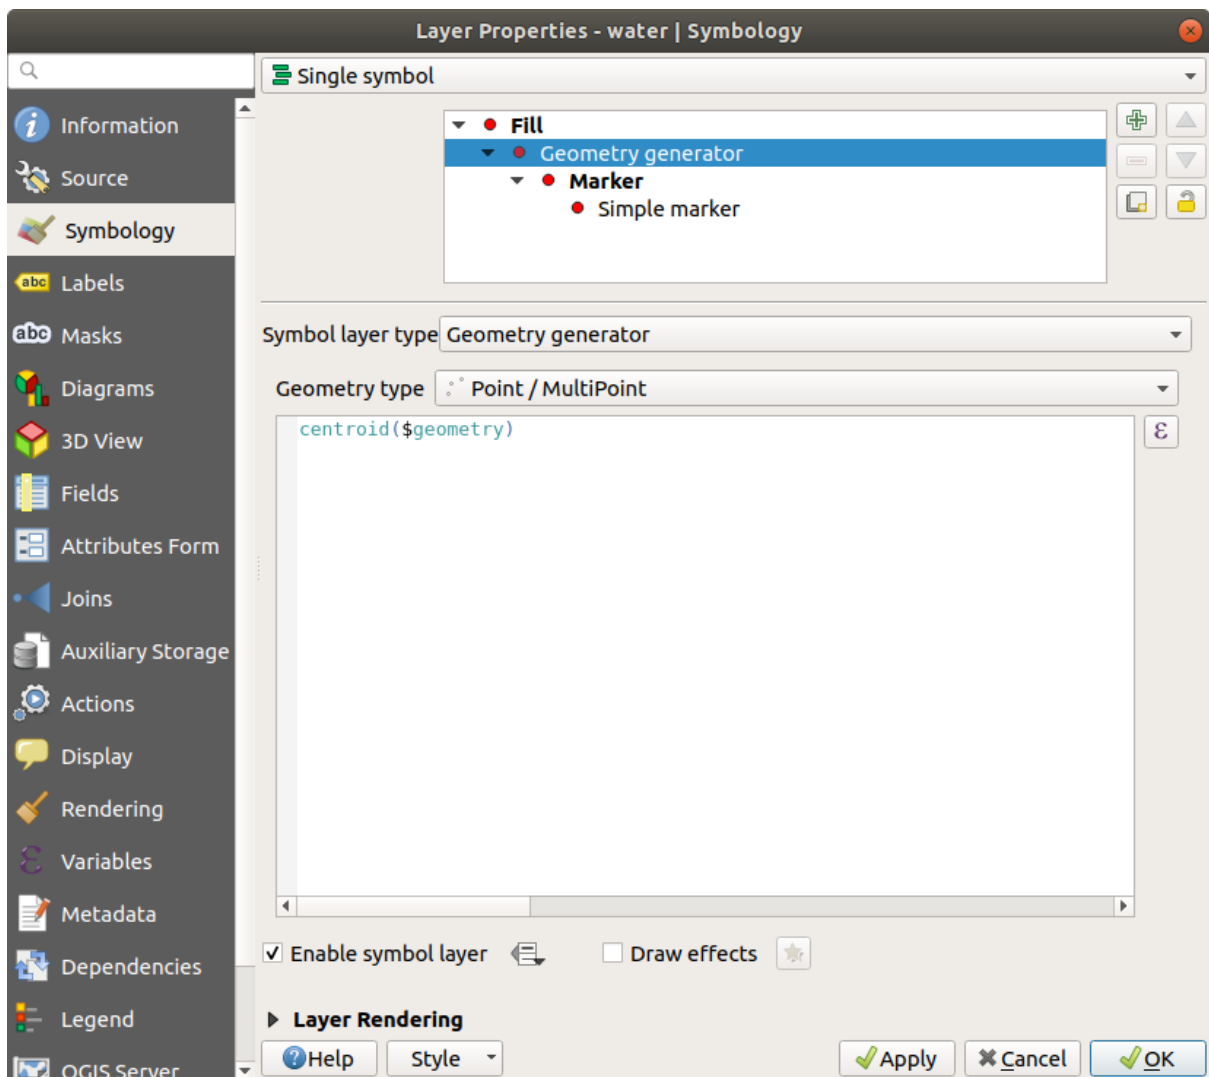 Layer Properties - water | Symbology
Single symbol
Information
Source
Symbology
Labels
Masks
Diagrams
3D View
Fields
Attributes Form
Joins
Auxiliary Storage
Actions
Display
Rendering
Variables
Metadata
Dependencies
Legend
QGIS Server
Fill
Geometry generator
Marker
Simple marker
Symbol layer type Geometry generator
Geometry type Point / MultiPoint
centroid($geometry)
ε
Enable symbol layer Draw effects
Layer Rendering
Help Style Apply Cancel OK